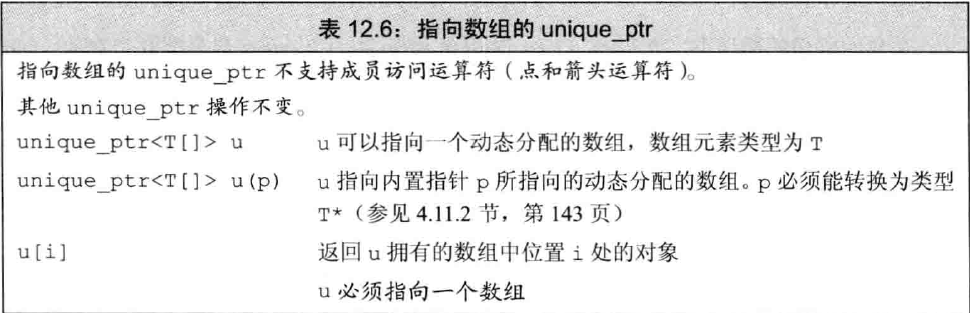 表 12.6：指向数组的 unique_ptr
指向数组的 unique_ptr 不支持成员访问运算符（点和箭头运算符）。
其他 unique_ptr 操作不变。
unique_ptr<T[]> u u 可以指向一个动态分配的数组，数组元素类型为 T
unique_ptr<T[]> u(p) u 指向内置指针 p 所指向的动态分配的数组。p 必须能转换为类型
T*（参见 4.11.2 节，第 143 页）
u[i] 返回 u 拥有的数组中位置 i 处的对象
u 必须指向一个数组